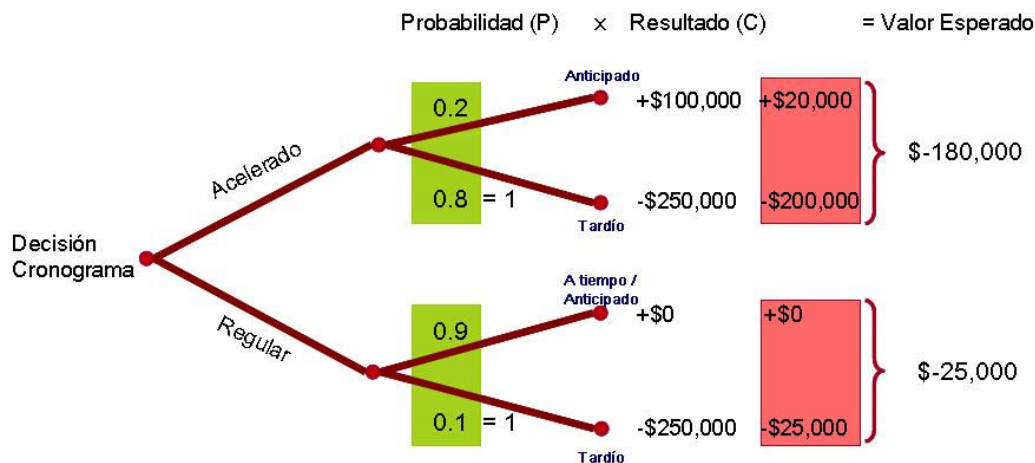 Probabilidad (P) x Resultado (C) = Valor Esperado
Anticipado
0.2 +$100,000 +$20,000
Acelerado
$-180,000
0.8 = 1 -$250,000 -$200,000
Tardío
Decisión
Cronograma
A tiempo /
Anticipado
0.9 +$0 +$0
Regular
$-25,000
0.1 = 1 -$250,000 -$25,000
Tardío